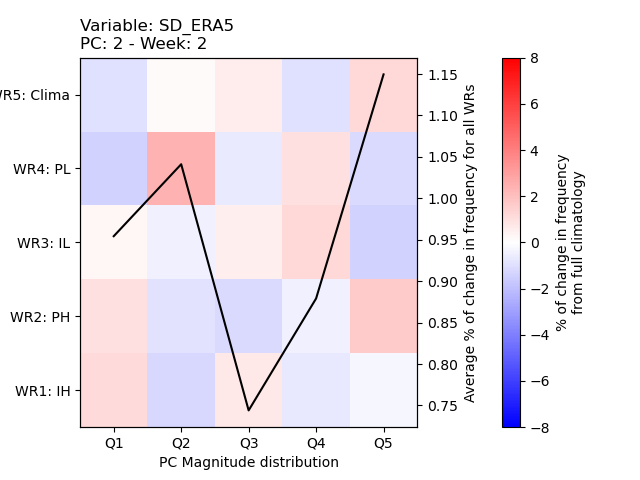 Variable: SD_ERA5
PC: 2 - Week: 2
WR5: Clima
WR4: PL
WR3: IL
WR2: PH
WR1: IH
Q1 Q2 Q3 Q4 Q5
PC Magnitude distribution
1.15
1.10
1.05
1.00
0.95
0.90
0.85
0.80
0.75
Average % of change in frequency for all WRs
8
6
4
2
0
−2
−4
−6
−8
% of change in frequency
from full climatology